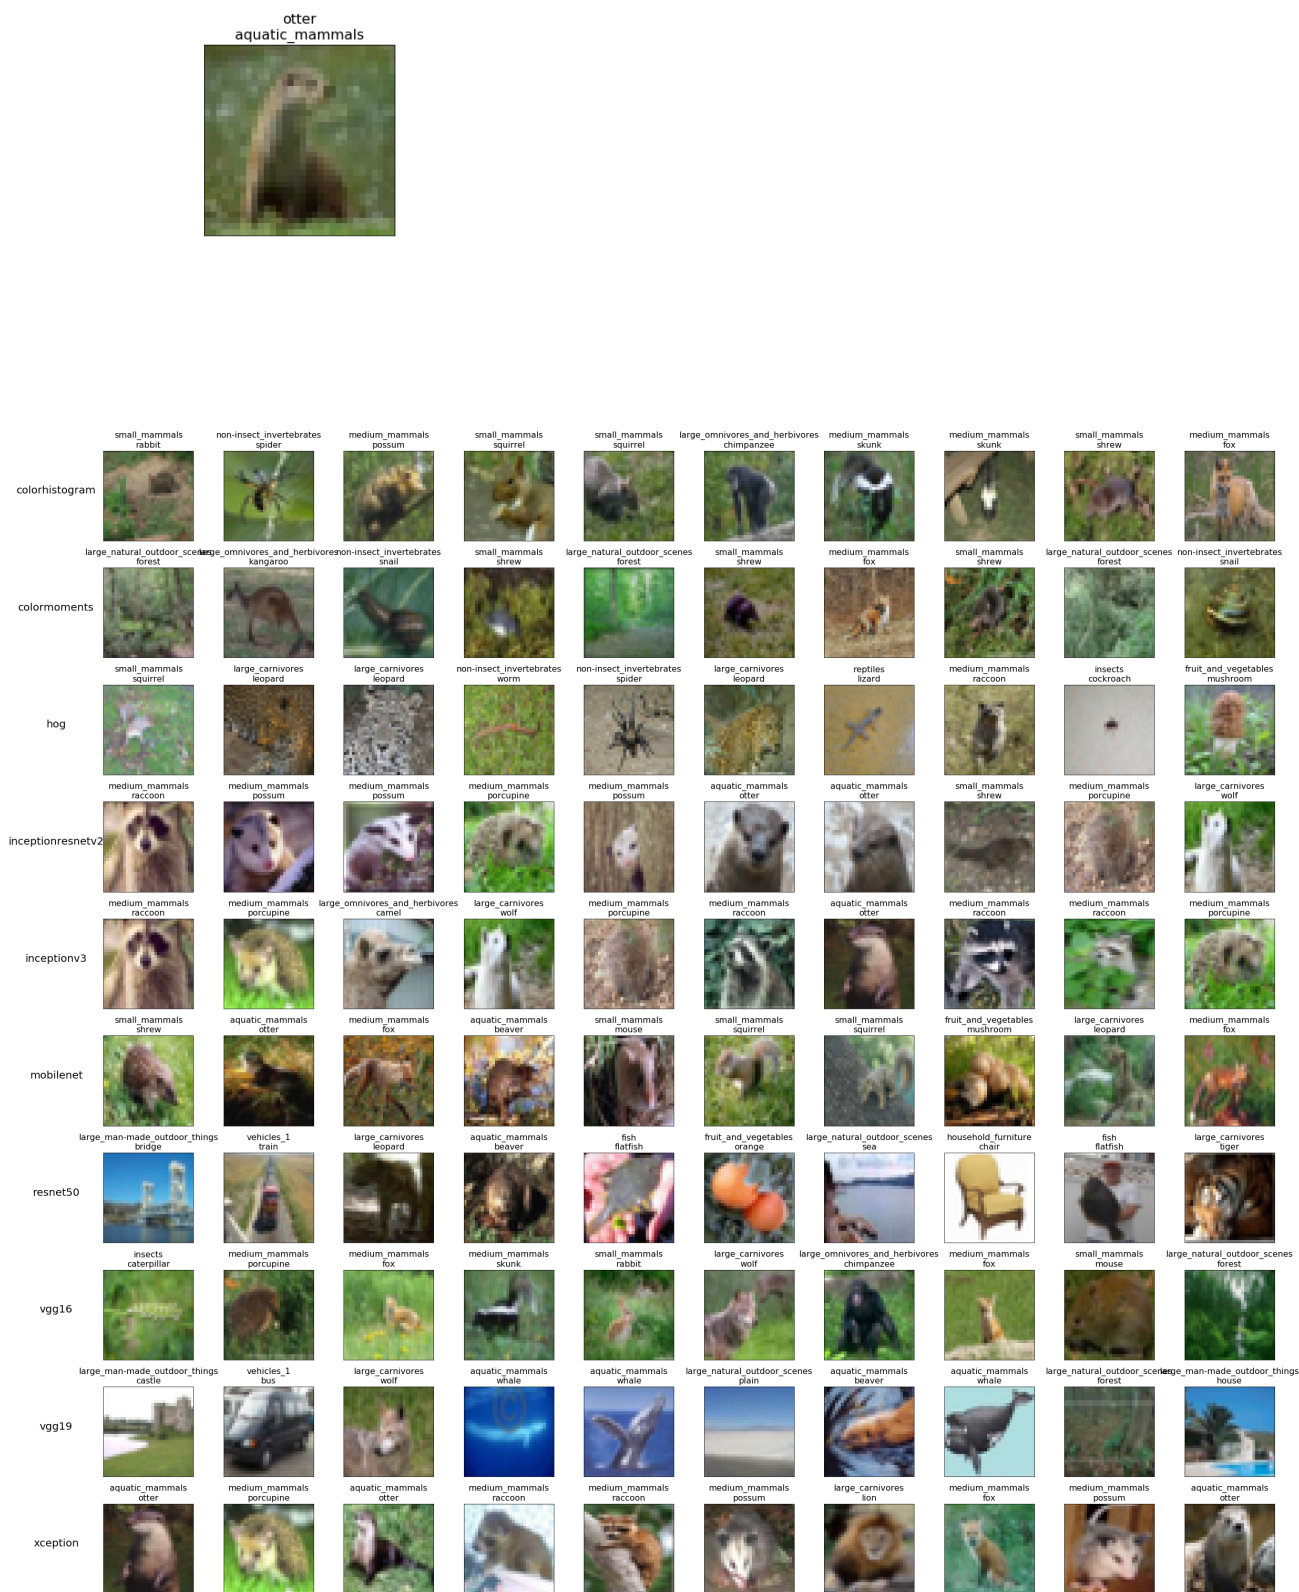 otter
aquatic_mammals
small_mammals non-insect_invertebrates medium_mammals small_mammals small_mammals large_omnivores_and_herbivores medium_mammals medium_mammals small_mammals medium_mammals
rabbit spider possum squirrel squirrel chimpanzee skunk skunk shrew fox
colorhistogram
large_natural_outdoor_scenes large_omnivores_and_herbivores non-insect_invertebrates small_mammals large_natural_outdoor_scenes small_mammals medium_mammals small_mammals large_natural_outdoor_scenes non-insect_invertebrates
forest kangaroo snail shrew forest shrew fox shrew forest snail
colormoments
small_mammals large_carnivores large_carnivores non-insect_invertebrates non-insect_invertebrates large_carnivores reptiles medium_mammals insects fruit_and_vegetables
squirrel leopard leopard worm spider leopard lizard raccoon cockroach mushroom
hog
medium_mammals medium_mammals medium_mammals medium_mammals medium_mammals aquatic_mammals aquatic_mammals small_mammals medium_mammals large_carnivores
raccoon possum possum porcupine possum otter otter shrew porcupine wolf
inceptionresnetv2
medium_mammals medium_mammals large_omnivores_and_herbivores large_carnivores medium_mammals medium_mammals aquatic_mammals medium_mammals medium_mammals medium_mammals
raccoon porcupine camel wolf porcupine raccoon otter raccoon raccoon porcupine
inceptionv3
small_mammals aquatic_mammals medium_mammals aquatic_mammals small_mammals small_mammals small_mammals fruit_and_vegetables large_carnivores medium_mammals
shrew otter fox beaver mouse squirrel squirrel mushroom leopard fox
mobilenet
large_man-made_outdoor_things vehicles_1 large_carnivores aquatic_mammals fish fruit_and_vegetables large_natural_outdoor_scenes household_furniture fish large_carnivores
bridge train leopard beaver flatfish orange sea chair flatfish tiger
resnet50
insects medium_mammals medium_mammals medium_mammals small_mammals large_carnivores large_omnivores_and_herbivores medium_mammals small_mammals large_natural_outdoor_scenes
caterpillar porcupine fox skunk rabbit wolf chimpanzee fox mouse forest
vgg16
large_man-made_outdoor_things vehicles_1 large_carnivores aquatic_mammals aquatic_mammals large_natural_outdoor_scenes aquatic_mammals aquatic_mammals large_natural_outdoor_scenes large_man-made_outdoor_things
castle bus wolf whale whale plain beaver whale forest house
©
vgg19
aquatic_mammals medium_mammals aquatic_mammals medium_mammals medium_mammals medium_mammals large_carnivores medium_mammals medium_mammals aquatic_mammals
otter porcupine otter raccoon raccoon possum lion fox possum otter
xception